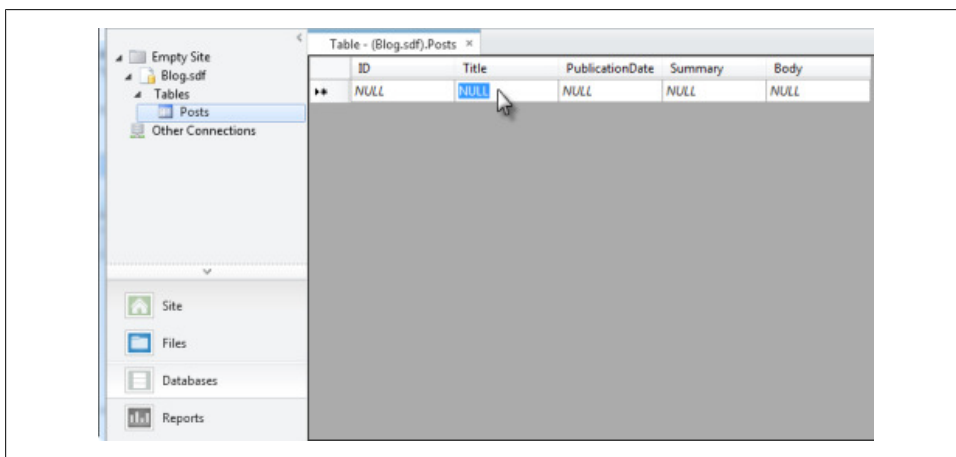 Empty Site
Blog.sdf
Tables
Posts
Other Connections
Site
Files
Databases
Reports
Table - (Blog.sdf).Posts ×
ID Title PublicationDate Summary Body
NULL NULL NULL NULL NULL